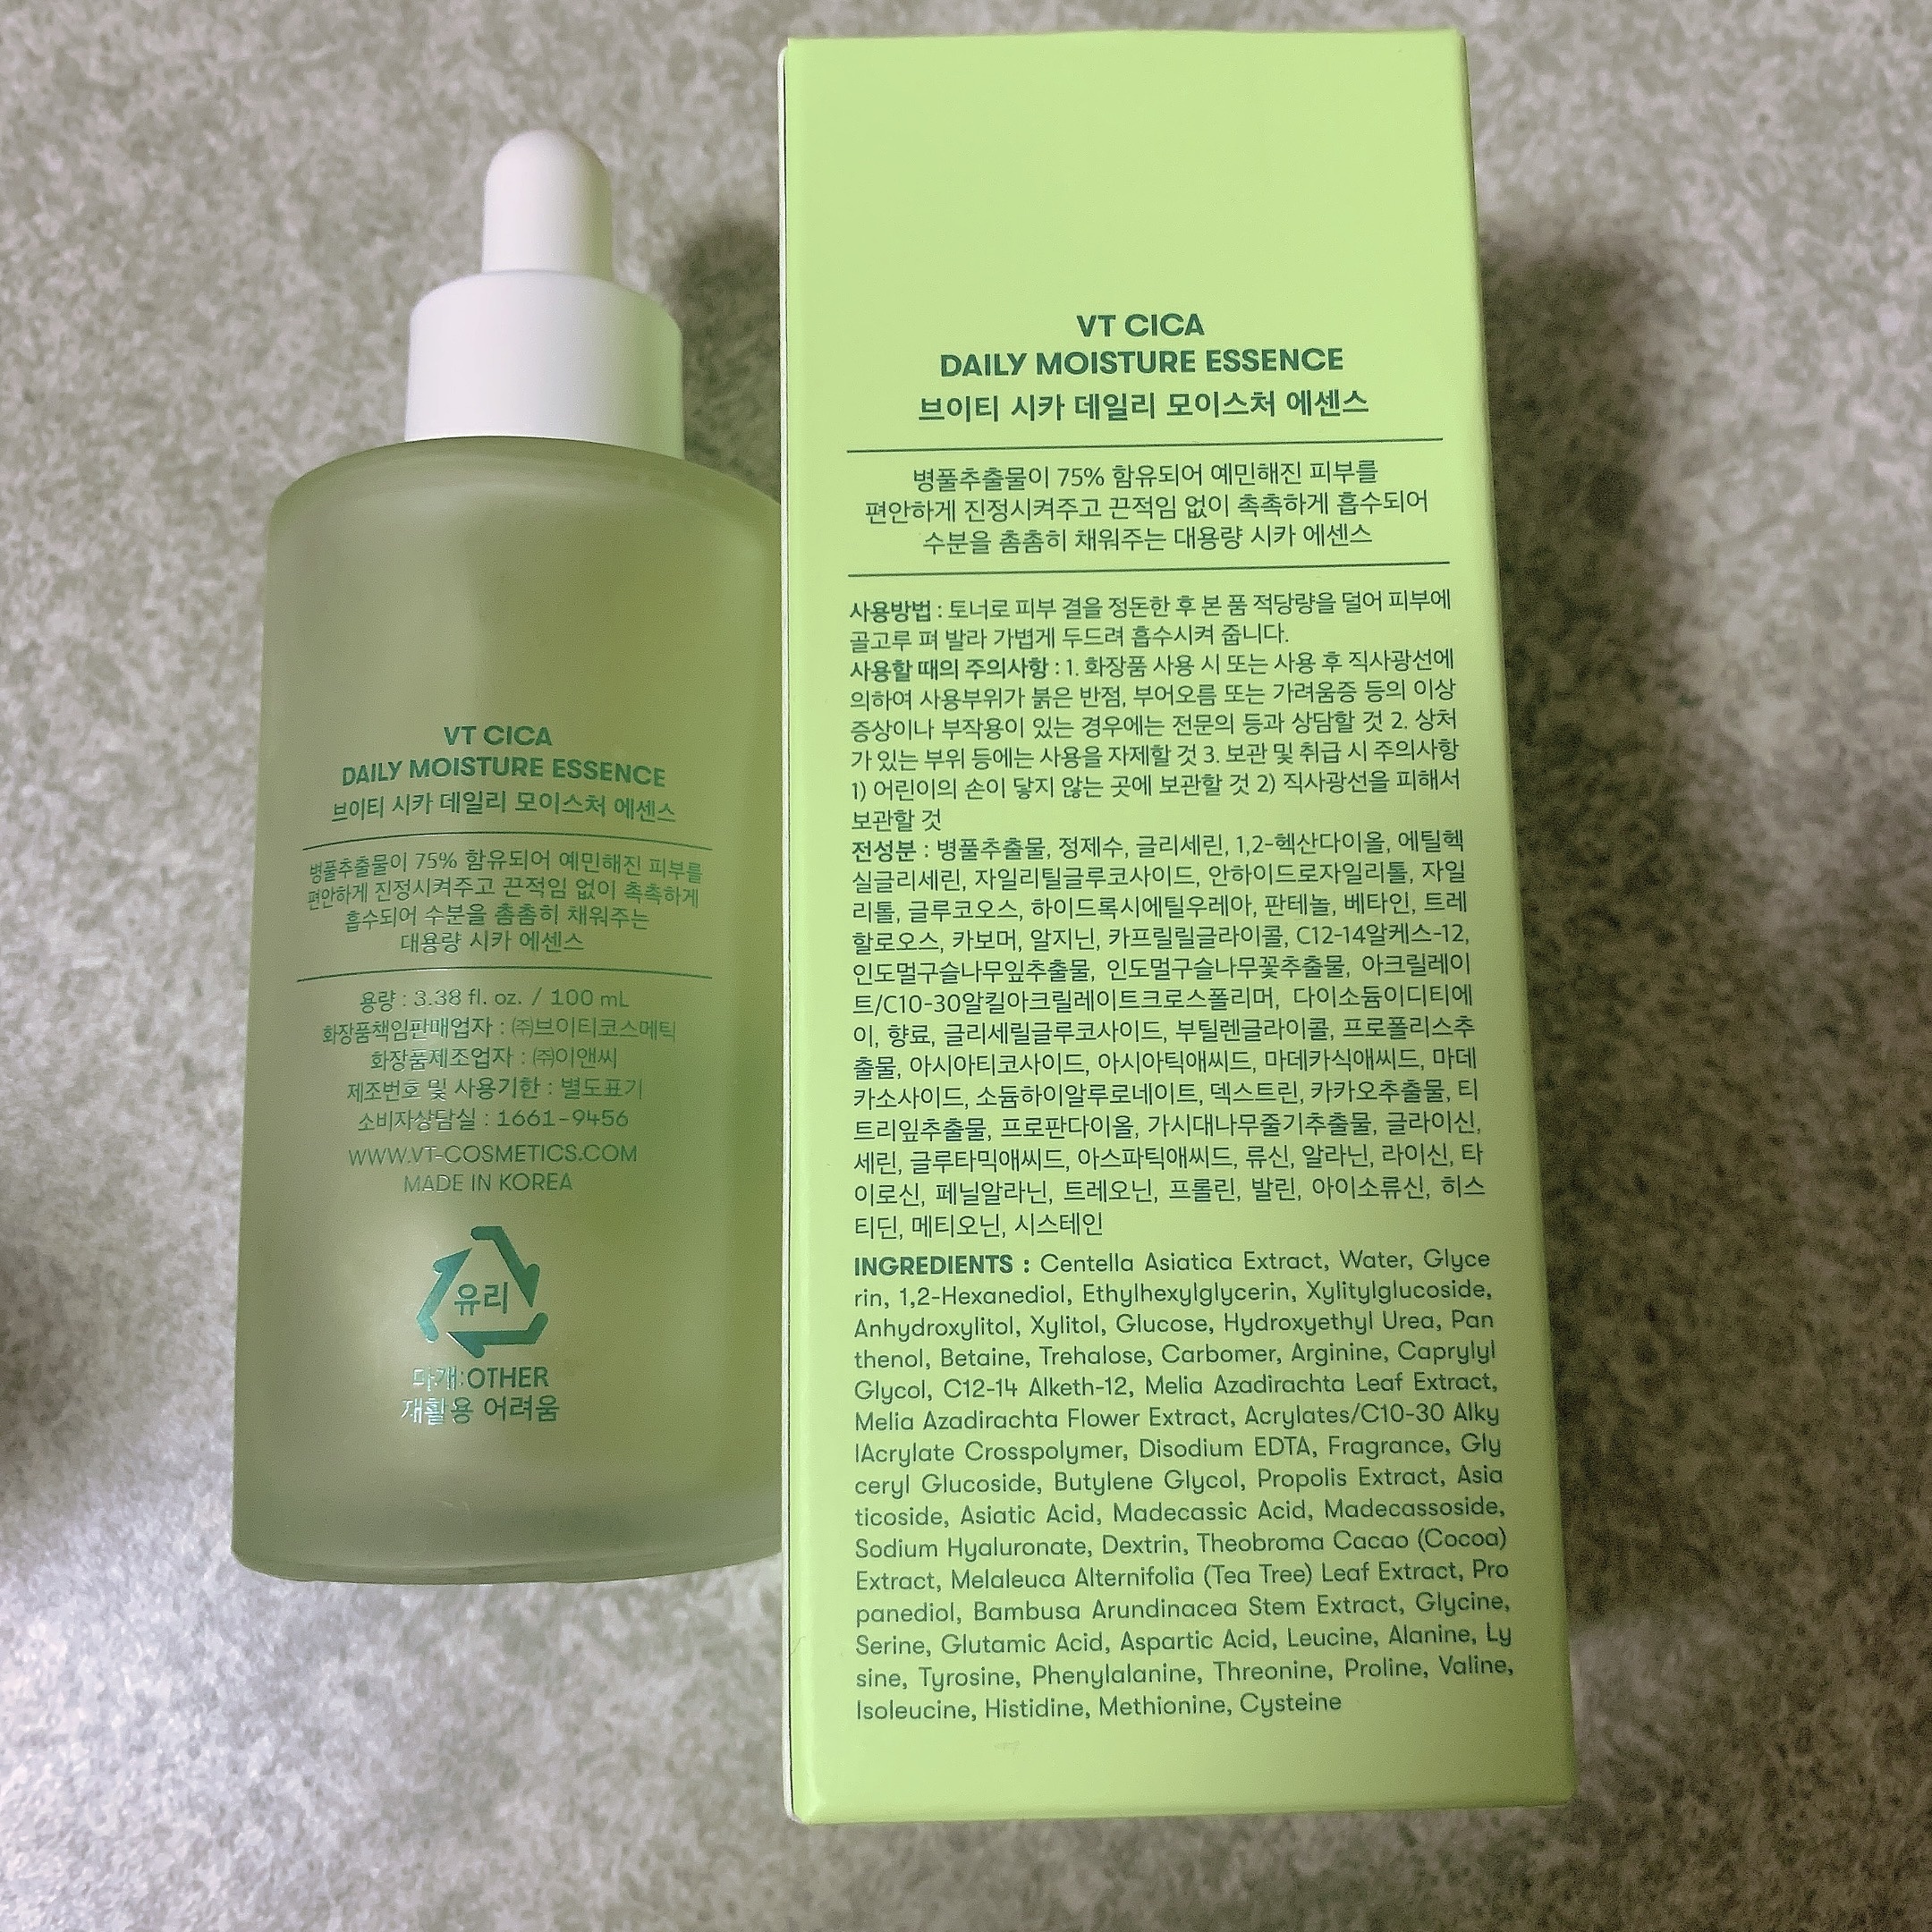 VT CICA
DAILY MOISTURE ESSENCE
브이티 시카 데일리 모이스처 에센스
병풀추출물이 75% 함유되어 예민해진 피부를
편안하게 진정시켜주고 끈적임 없이 촉촉하게
흡수되어 수분을 촘촘히 채워주는
대용량 시카 에센스
용량 : 3.38 fl. oz. / 100 mL
화장품책임판매업자 : ㈜브이티코스메틱
화장품제조업자 : ㈜이앤씨
제조번호 및 사용기한 : 별도표기
소비자상담실 : 1661-9456
WWW.VT-COSMETICS.COM
MADE IN KOREA
유리
마개:OTHER
재활용 어려움
VT CICA
DAILY MOISTURE ESSENCE
브이티 시카 데일리 모이스처 에센스
병풀추출물이 75% 함유되어 예민해진 피부를
편안하게 진정시켜주고 끈적임 없이 촉촉하게 흡수되어
수분을 촘촘히 채워주는 대용량 시카 에센스
사용방법 : 토너로 피부 결을 정돈한 후 본 품 적당량을 덜어 피부에
골고루 펴 발라 가볍게 두드려 흡수시켜 줍니다.
사용할 때의 주의사항 : 1. 화장품 사용 시 또는 사용 후 직사광선에
의하여 사용부위가 붉은 반점, 부어오름 또는 가려움증 등의 이상
증상이나 부작용이 있는 경우에는 전문의 등과 상담할 것 2. 상처
가 있는 부위 등에는 사용을 자제할 것 3. 보관 및 취급 시 주의사항
1) 어린이의 손이 닿지 않는 곳에 보관할 것 2) 직사광선을 피해서
보관할 것
전성분 : 병풀추출물, 정제수, 글리세린, 1,2-헥산다이올, 에틸헥
실글리세린, 자일리틸글루코사이드, 안하이드로자일리톨, 자일
리톨, 글루코오스, 하이드록시에틸우레아, 판테놀, 베타인, 트레
할로오스, 카보머, 알지닌, 카프릴릴글라이콜, C12-14알케스-12,
인도멀구슬나무잎추출물, 인도멀구슬나무꽃추출물, 아크릴레이
트/C10-30알킬아크릴레이트크로스폴리머, 다이소듐이디티에
이, 향료, 글리세릴글루코사이드, 부틸렌글라이콜, 프로폴리스추
출물, 아시아티코사이드, 아시아틱애씨드, 마데카식애씨드, 마데
카소사이드, 소듐하이알루로네이트, 덱스트린, 카카오추출물, 티
트리잎추출물, 프로판다이올, 가시대나무줄기추출물, 글라이신,
세린, 글루타믹애씨드, 아스파틱애씨드, 류신, 알라닌, 라이신, 타
이로신, 페닐알라닌, 트레오닌, 프롤린, 발린, 아이소류신, 히스
티딘, 메티오닌, 시스테인
INGREDIENTS : Centella Asiatica Extract, Water, Glyce
rin, 1,2-Hexanediol, Ethylhexylglycerin, Xylitylglucoside,
Anhydroxylitol, Xylitol, Glucose, Hydroxyethyl Urea, Pan
thenol, Betaine, Trehalose, Carbomer, Arginine, Caprylyl
Glycol, C12-14 Alketh-12, Melia Azadirachta Leaf Extract,
Melia Azadirachta Flower Extract, Acrylates/C10-30 Alky
lAcrylate Crosspolymer, Disodium EDTA, Fragrance, Gly
ceryl Glucoside, Butylene Glycol, Propolis Extract, Asia
ticoside, Asiatic Acid, Madecassic Acid, Madecassoside,
Sodium Hyaluronate, Dextrin, Theobroma Cacao (Cocoa)
Extract, Melaleuca Alternifolia (Tea Tree) Leaf Extract, Pro
panediol, Bambusa Arundinacea Stem Extract, Glycine,
Serine, Glutamic Acid, Aspartic Acid, Leucine, Alanine, Ly
sine, Tyrosine, Phenylalanine, Threonine, Proline, Valine,
Isoleucine, Histidine, Methionine, Cysteine